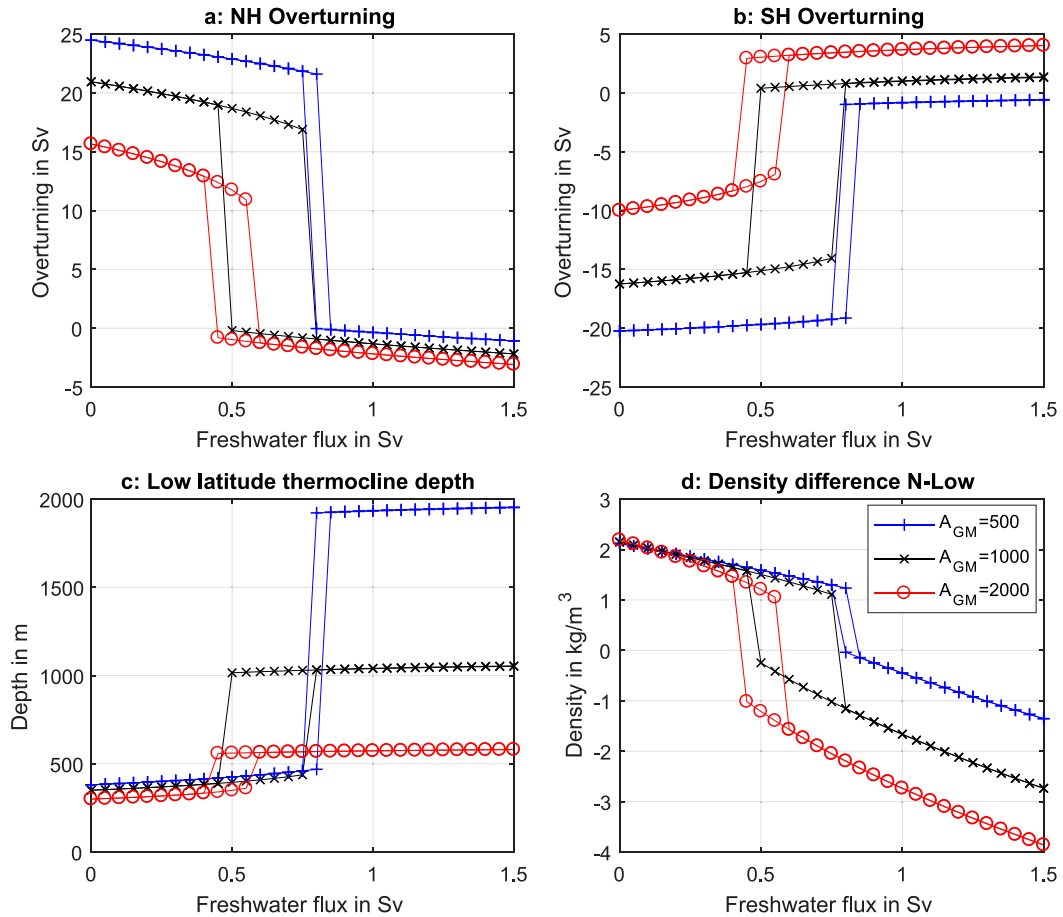 a: NH Overturning
25
20
15
10
5
0
-5
Overturning in Sv
0
0.5
1
1.5
Freshwater flux in Sv
b: SH Overturning
5
0
-5
-10
-15
-20
-25
Overturning in Sv
0
0.5
1
1.5
Freshwater flux in Sv
c: Low latitude thermocline depth
2000
1500
1000
500
0
Depth in m
0
0.5
1
1.5
Freshwater flux in Sv
d: Density difference N-Low
3
2
1
0
-1
-2
-3
-4
Density in kg/m³
A_GM=500
A_GM=1000
A_GM=2000
0
0.5
1
1.5
Freshwater flux in Sv